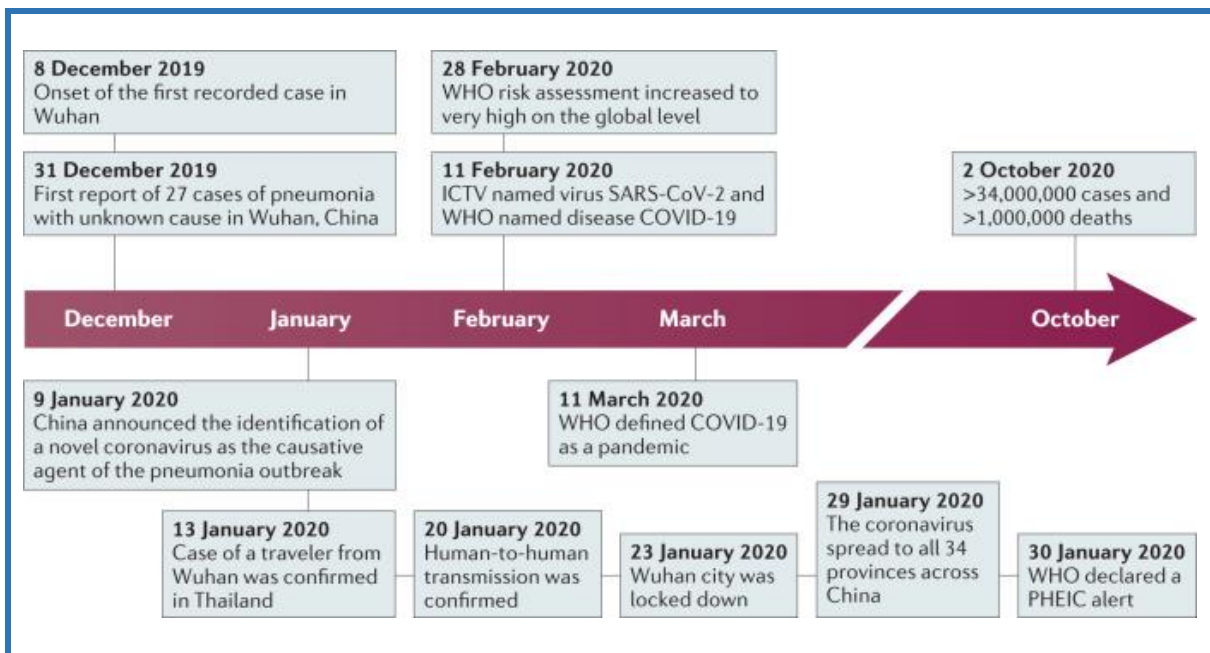 8 December 2019
Onset of the first recorded case in
Wuhan
31 December 2019
First report of 27 cases of pneumonia
with unknown cause in Wuhan, China
28 February 2020
WHO risk assessment increased to
very high on the global level
11 February 2020
ICTV named virus SARS-CoV-2 and
WHO named disease COVID-19
2 October 2020
>34,000,000 cases and
>1,000,000 deaths
December
January
February
March
October
9 January 2020
China announced the identification of
a novel coronavirus as the causative
agent of the pneumonia outbreak
11 March 2020
WHO defined COVID-19
as a pandemic
13 January 2020
Case of a traveler from
Wuhan was confirmed
in Thailand
20 January 2020
Human-to-human
transmission was
confirmed
23 January 2020
Wuhan city was
locked down
29 January 2020
The coronavirus
spread to all 34
provinces across
China
30 January 2020
WHO declared a
PHEIC alert